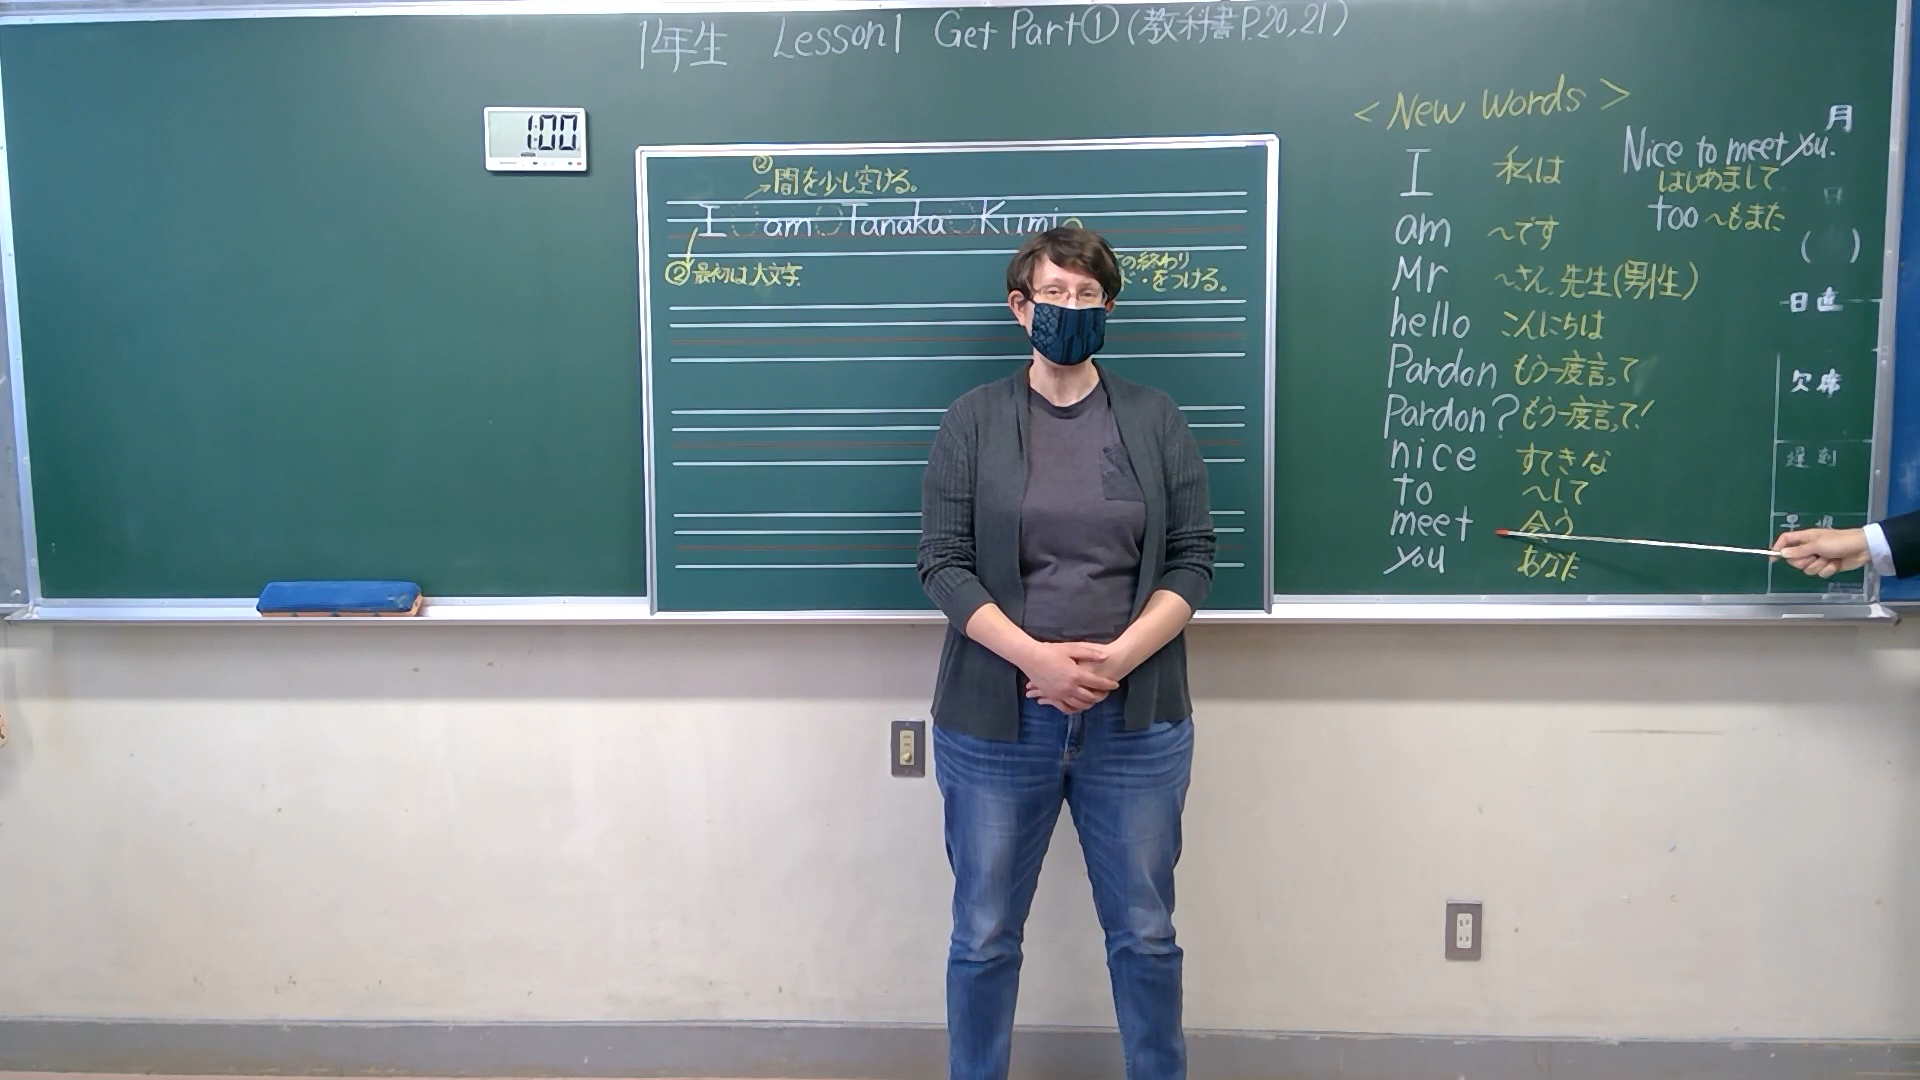 1年生 Lesson1 Get Part① (教科書P.20,21)
1:00
②
間を少し空ける。
I am Tanaka Kumi
②最初は大文字
の終わり
ド・をつける。
<New Words>
I 私は
am ~です
Mr ~さん、先生(男性)
hello こんにちは
Pardon もう一度言って
Pardon? もう一度言って!
nice すてきな
to ~して
meet 会う
you あなた
Nice to meet you.
はじめまして
too ~もまた
月
日
( )
日直
欠席
遅刻